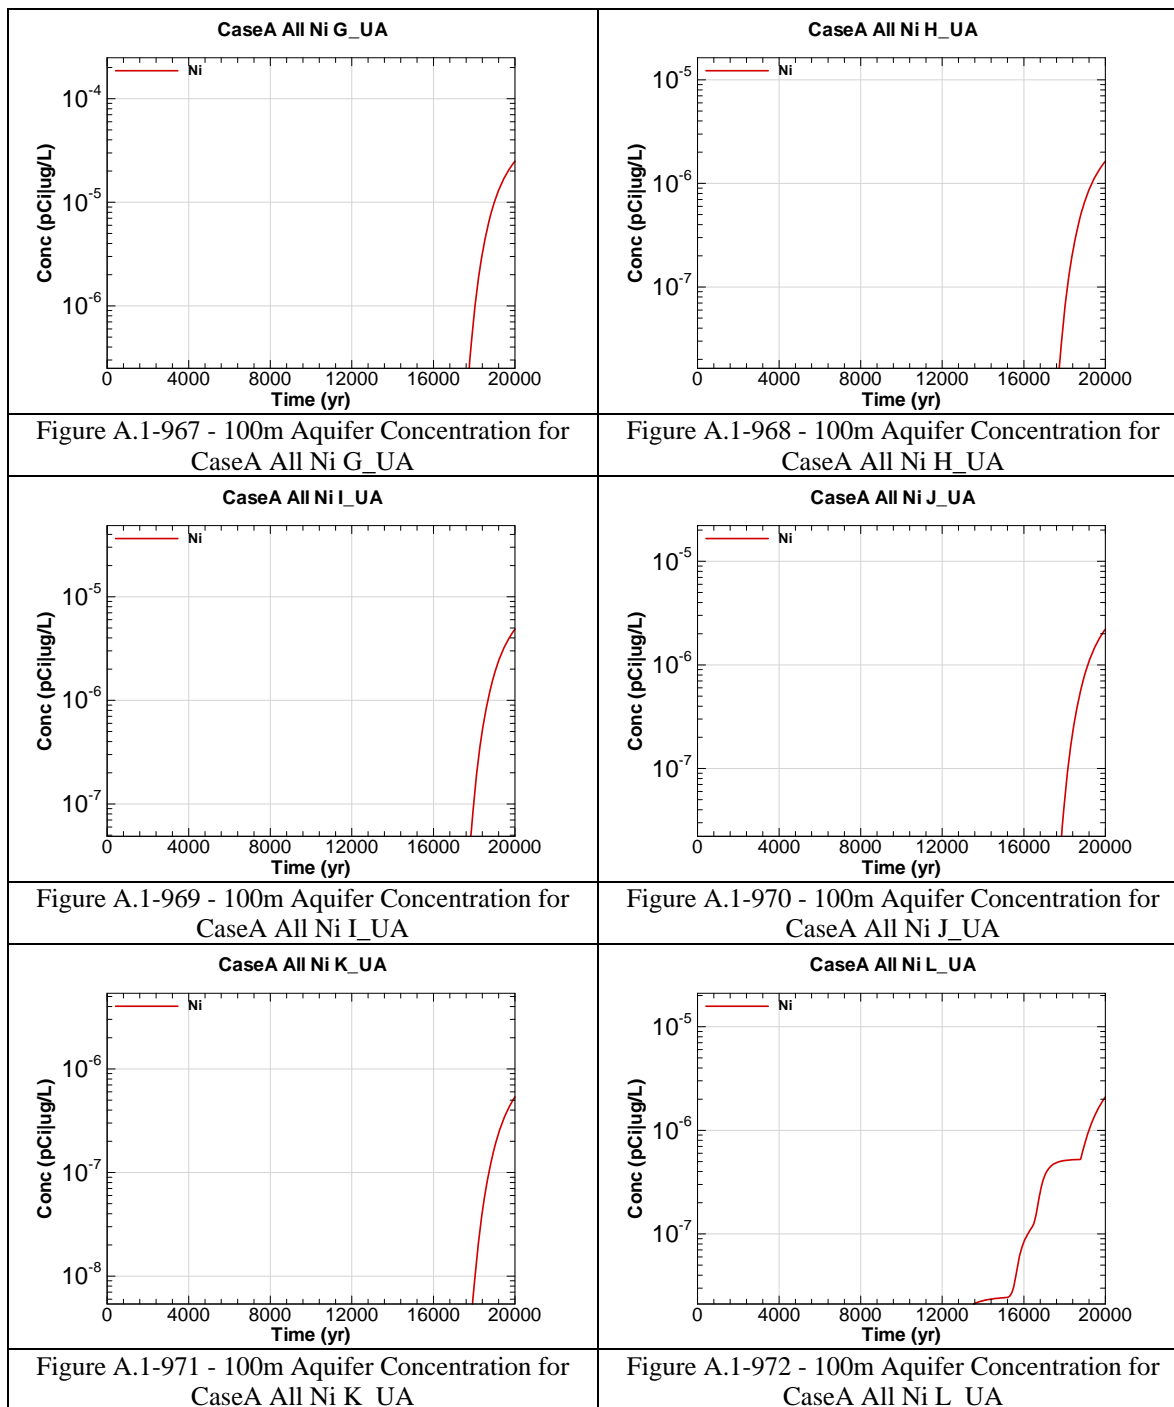 CaseA All Ni G_UA
Ni
Conc (pCi|ug/L)
10-4
10-5
10-6
0 4000 8000 12000 16000 20000
Time (yr)
Figure A.1-967 - 100m Aquifer Concentration for
CaseA All Ni G_UA
CaseA All Ni H_UA
Ni
Conc (pCi|ug/L)
10-5
10-6
10-7
0 4000 8000 12000 16000 20000
Time (yr)
Figure A.1-968 - 100m Aquifer Concentration for
CaseA All Ni H_UA
CaseA All Ni I_UA
Ni
Conc (pCi|ug/L)
10-5
10-6
10-7
0 4000 8000 12000 16000 20000
Time (yr)
Figure A.1-969 - 100m Aquifer Concentration for
CaseA All Ni I_UA
CaseA All Ni J_UA
Ni
Conc (pCi|ug/L)
10-5
10-6
10-7
0 4000 8000 12000 16000 20000
Time (yr)
Figure A.1-970 - 100m Aquifer Concentration for
CaseA All Ni J_UA
CaseA All Ni K_UA
Ni
Conc (pCi|ug/L)
10-6
10-7
10-8
0 4000 8000 12000 16000 20000
Time (yr)
Figure A.1-971 - 100m Aquifer Concentration for
CaseA All Ni K_UA
CaseA All Ni L_UA
Ni
Conc (pCi|ug/L)
10-5
10-6
10-7
0 4000 8000 12000 16000 20000
Time (yr)
Figure A.1-972 - 100m Aquifer Concentration for
CaseA All Ni L_UA